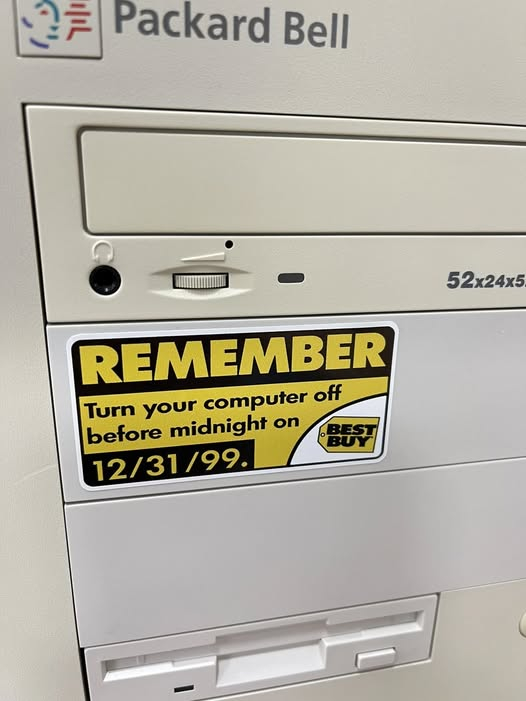 Packard Bell
52x24x5
REMEMBER
Turn your computer off
before midnight on
12/31/99.
BEST
BUY